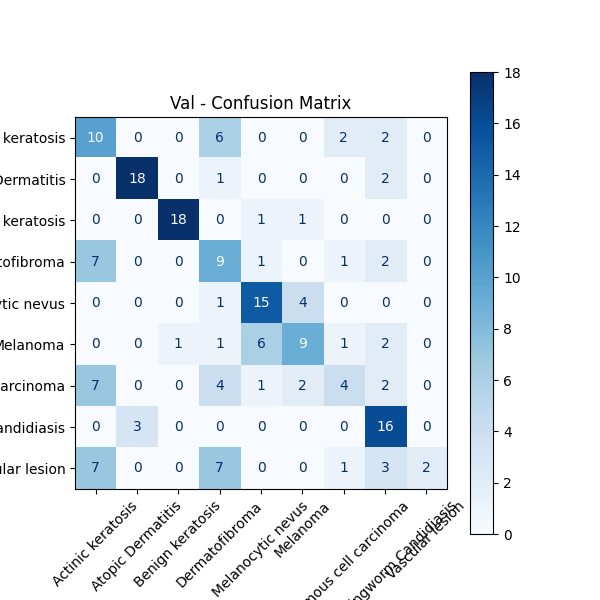 Val - Confusion Matrix
keratosis 10 0 0 6 0 0 2 2 0
Dermatitis 0 18 0 1 0 0 0 2 0
keratosis 0 0 18 0 1 1 0 0 0
tofibroma 7 0 0 9 1 0 1 2 0
ytic nevus 0 0 0 1 15 4 0 0 0
Melanoma 0 0 1 1 6 9 1 2 0
arcinoma 7 0 0 4 1 2 4 2 0
andidiasis 0 3 0 0 0 0 0 16 0
ular lesion 7 0 0 7 0 0 1 3 2
Actinic keratosis
Atopic Dermatitis
Benign keratosis
Dermatofibroma
Melanocytic nevus
Melanoma
mous cell carcinoma
ingworm Candidiasis
Vascular lesion
18
16
14
12
10
8
6
4
2
0